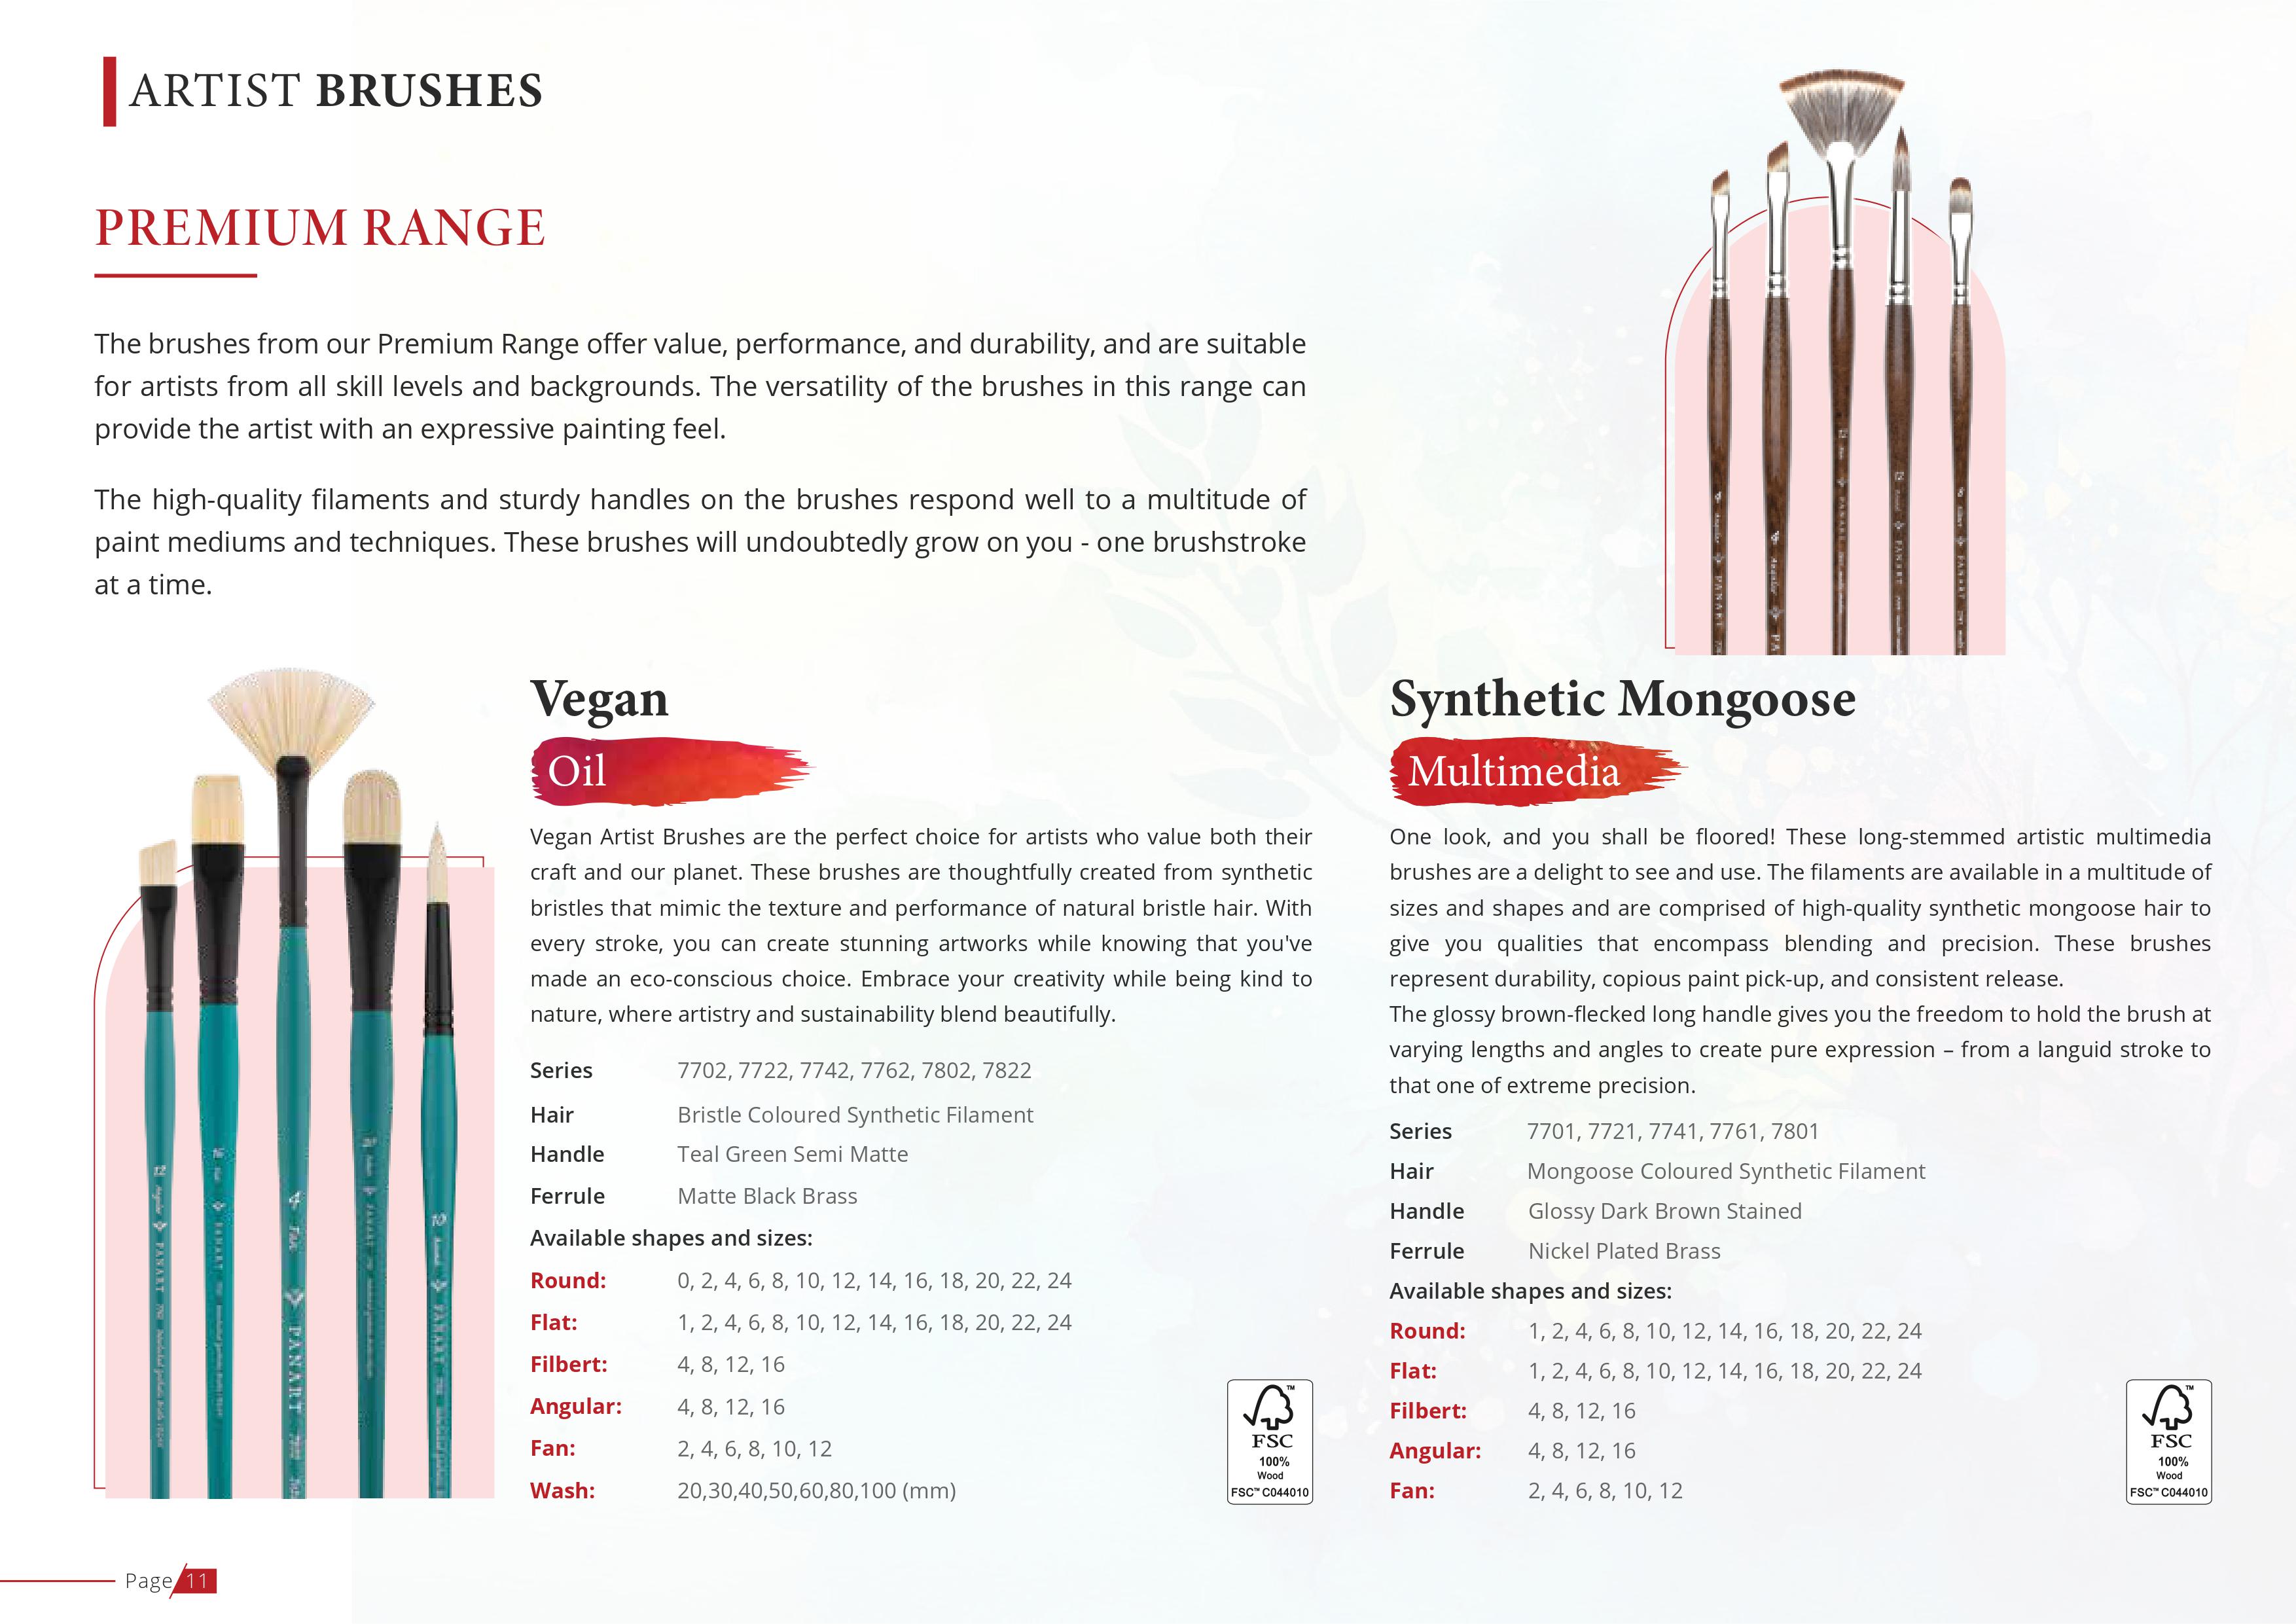 ARTIST BRUSHES
PREMIUM RANGE
The brushes from our Premium Range offer value, performance, and durability, and are suitable
for artists from all skill levels and backgrounds. The versatility of the brushes in this range can
provide the artist with an expressive painting feel.
The high-quality filaments and sturdy handles on the brushes respond well to a multitude of
paint mediums and techniques. These brushes will undoubtedly grow on you - one brushstroke
at a time.
Vegan
Oil
Vegan Artist Brushes are the perfect choice for artists who value both their
craft and our planet. These brushes are thoughtfully created from synthetic
bristles that mimic the texture and performance of natural bristle hair. With
every stroke, you can create stunning artworks while knowing that you've
made an eco-conscious choice. Embrace your creativity while being kind to
nature, where artistry and sustainability blend beautifully.
Series 7702, 7722, 7742, 7762, 7802, 7822
Hair Bristle Coloured Synthetic Filament
Handle Teal Green Semi Matte
Ferrule Matte Black Brass
Available shapes and sizes:
Round: 0, 2, 4, 6, 8, 10, 12, 14, 16, 18, 20, 22, 24
Flat: 1, 2, 4, 6, 8, 10, 12, 14, 16, 18, 20, 22, 24
Filbert: 4, 8, 12, 16
Angular: 4, 8, 12, 16
Fan: 2, 4, 6, 8, 10, 12
Wash: 20,30,40,50,60,80,100 (mm)
FSC
100%
Wood
FSC™ C044010
Synthetic Mongoose
Multimedia
One look, and you shall be floored! These long-stemmed artistic multimedia
brushes are a delight to see and use. The filaments are available in a multitude of
sizes and shapes and are comprised of high-quality synthetic mongoose hair to
give you qualities that encompass blending and precision. These brushes
represent durability, copious paint pick-up, and consistent release.
The glossy brown-flecked long handle gives you the freedom to hold the brush at
varying lengths and angles to create pure expression – from a languid stroke to
that one of extreme precision.
Series 7701, 7721, 7741, 7761, 7801
Hair Mongoose Coloured Synthetic Filament
Handle Glossy Dark Brown Stained
Ferrule Nickel Plated Brass
Available shapes and sizes:
Round: 1, 2, 4, 6, 8, 10, 12, 14, 16, 18, 20, 22, 24
Flat: 1, 2, 4, 6, 8, 10, 12, 14, 16, 18, 20, 22, 24
Filbert: 4, 8, 12, 16
Angular: 4, 8, 12, 16
Fan: 2, 4, 6, 8, 10, 12
FSC
100%
Wood
FSC™ C044010
12 Angular PANART
PANART
4 Fan PANART
PANART
12 PANART
Angular PANART
Angular PA
PANART
PANART
PANART
Page 11